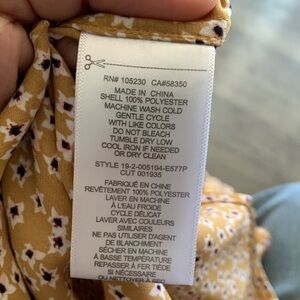 RN# 105230 CA#58350
MADE IN CHINA
SHELL 100% POLYESTER
MACHINE WASH COLD
GENTLE CYCLE
WITH LIKE COLORS
DO NOT BLEACH
TUMBLE DRY LOW
COOL IRON IF NEEDED
OR DRY CLEAN
STYLE 19-2-005194-E577P
CUT 001935
FABRIQUÉ EN CHINE
REVÊTEMENT 100% POLYESTER
LAVER EN MACHINE
À L'EAU FROIDE
CYCLE DÉLICAT
LAVER AVEC COULEURS
SIMILAIRES
NE PAS UTILISER D'AGENT
DE BLANCHIMENT
SÉCHER EN MACHINE
À BASSE TEMPÉRATURE
REPASSER À FER TIÈDE
SI NÉCESSAIRE
OU NETTOYER À SEC